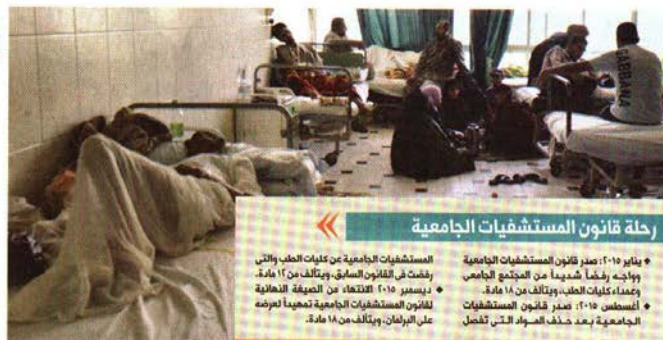 GABBANA
رحلة قانون المستشفيات الجامعية
◆ يناير ٢٠١٥: صدر قانون المستشفيات الجامعية
وواجه رفضاً شديداً من المجتمع الجامعي
وعمداء كليات الطب، ويتألف من ١٨ مادة.
◆ أغسطس ٢٠١٥: صدر قانون المستشفيات
الجامعية بعد حذف المواد التي تفصل
المستشفيات الجامعية عن كليات الطب والتي
رفضت في القانون السابق، ويتألف من ١٢ مادة.
◆ ديسمبر ٢٠١٥ الانتهاء من الصيغة النهائية
لقانون المستشفيات الجامعية تمهيداً لعرضه
على البرلمان، ويتألف من ١٨ مادة.